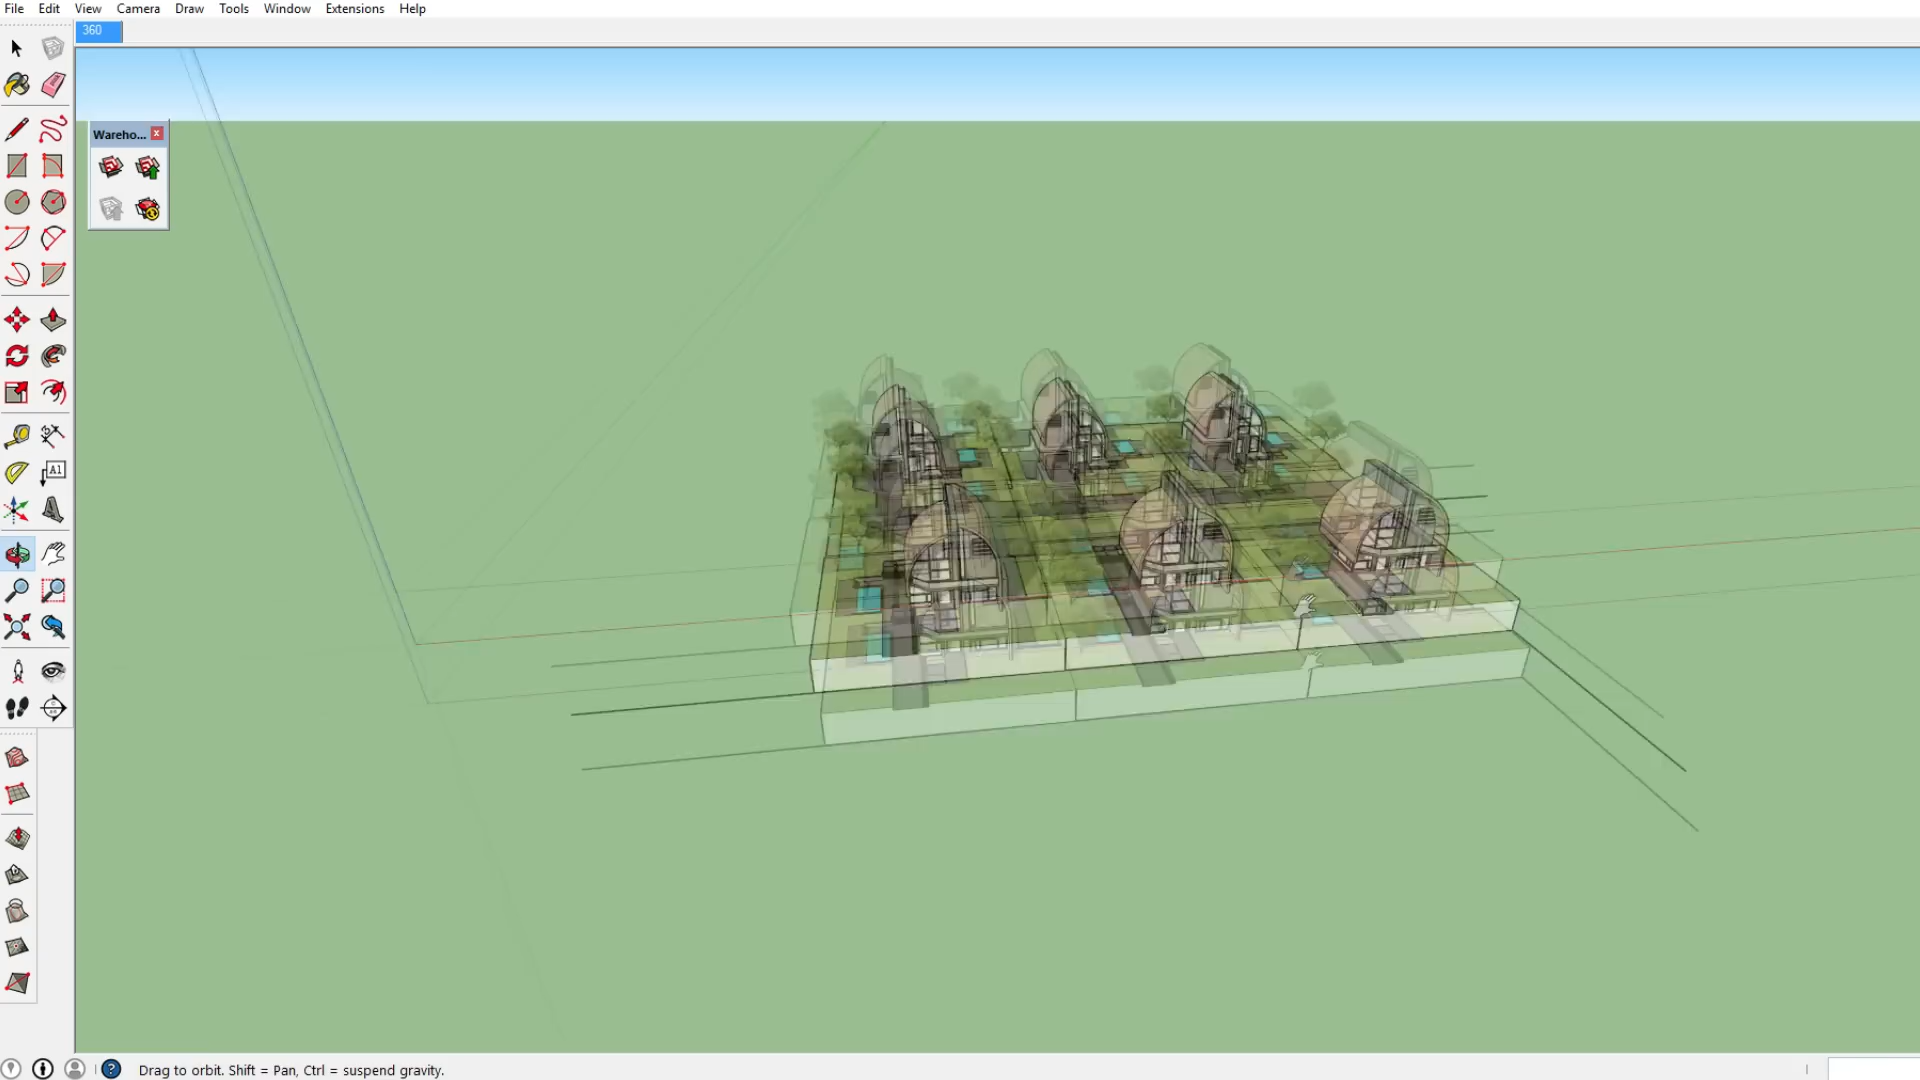 File Edit View Camera Draw Tools Window Extensions Help
360
Wareho...
A1
Drag to orbit. Shift = Pan, Ctrl = suspend gravity.